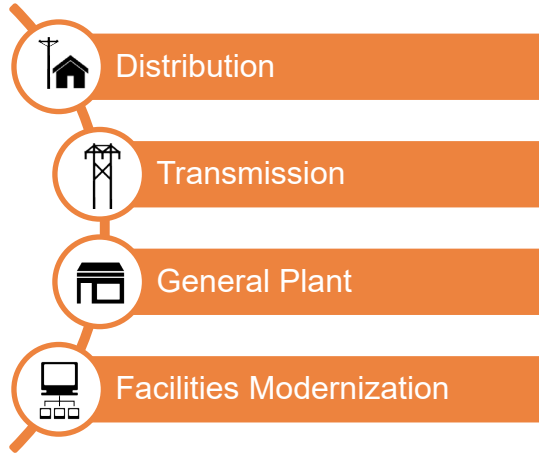 Distribution
Transmission
General Plant
Facilities Modernization